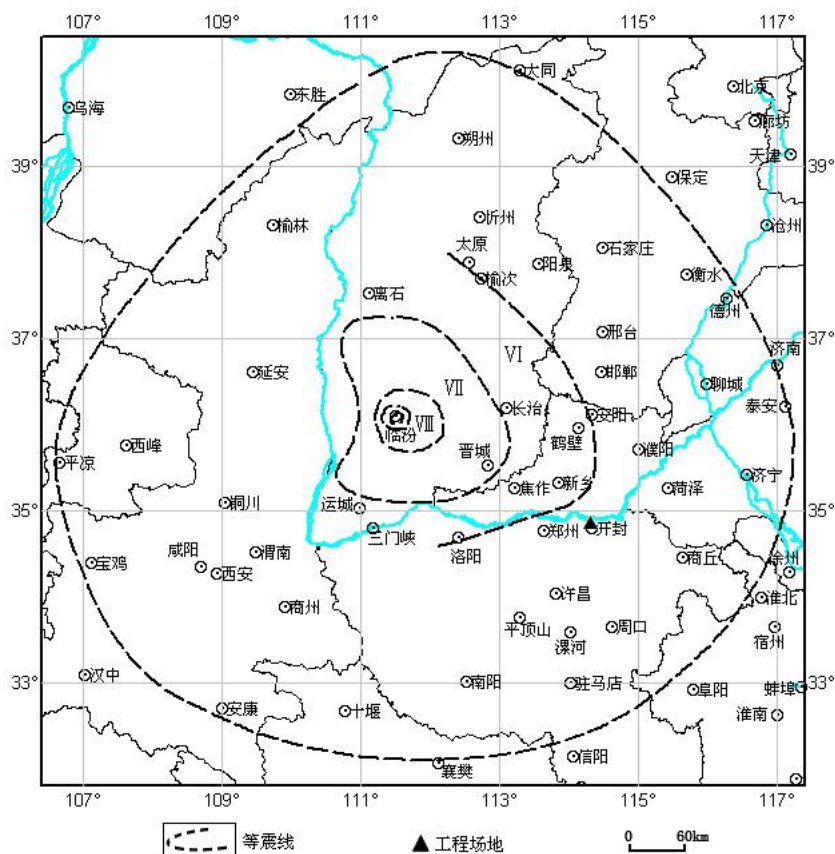 107° 109° 111° 113° 115° 117°
大同
北京
东胜
乌海
廊坊
朔州
天津
39° 39°
保定
忻州
沧州
榆林
太原
石家庄
阳泉
榆次
衡水
离石
德州
37° 37°
邢台
Ⅵ
济南
延安
Ⅶ
邯郸
聊城
长治
安阳
泰安
临汾
Ⅷ
鹤壁
西峰
晋城
濮阳
平凉
济宁
焦作
新乡
菏泽
铜川
运城
35° 35°
三门峡
郑州
开封
洛阳
咸阳
渭南
商丘
徐州
宝鸡
西安
许昌
淮北
商州
平顶山
周口
漯河
宿州
33° 33°
汉中
南阳
驻马店
阜阳
蚌埠
安康
十堰
淮南
信阳
襄樊
107° 109° 111° 113° 115° 117°
等震线
工程场地
0 60km